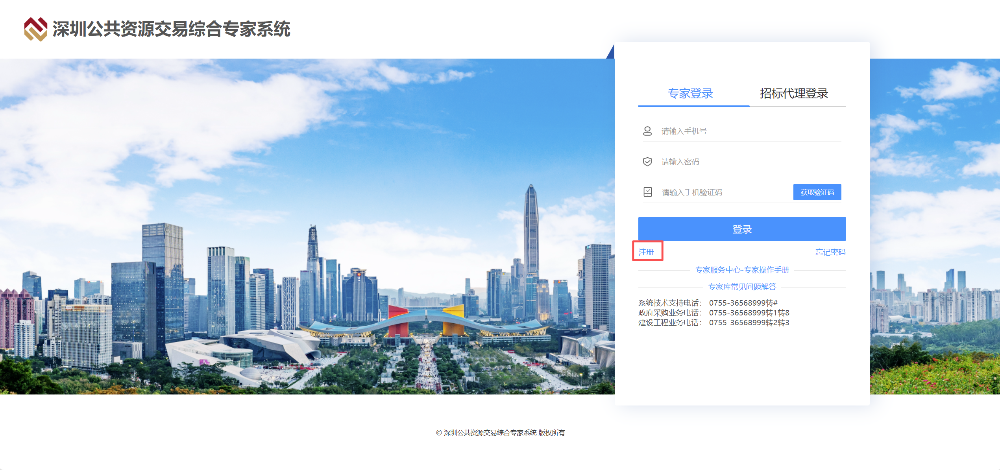 深圳公共资源交易综合专家系统
专家登录
招标代理登录
请输入手机号
请输入密码
请输入手机验证码
获取验证码
登录
注册
忘记密码
专家服务中心-专家操作手册
专家库常见问题解答
系统技术支持电话： 0755-36568999转#
政府采购业务电话： 0755-36568999转1转8
建设工程业务电话： 0755-36568999转2转3
© 深圳公共资源交易综合专家系统 版权所有